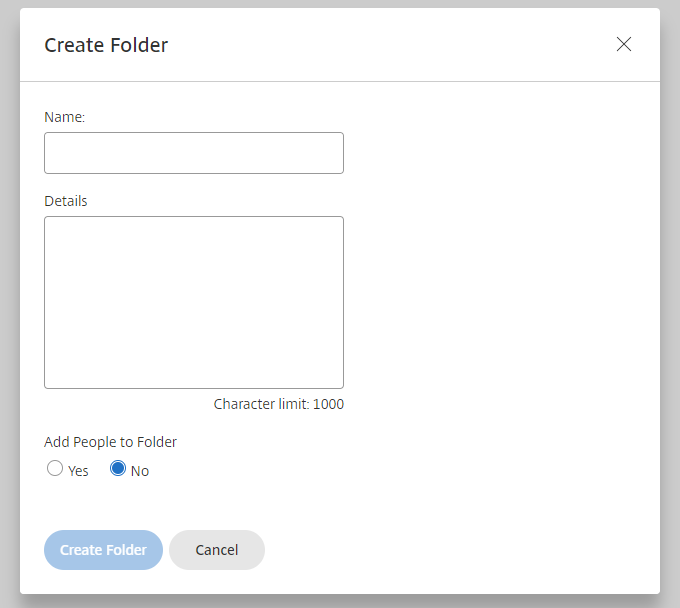 Create Folder
Name:
Details
Character limit: 1000
Add People to Folder
Yes No
Create Folder Cancel